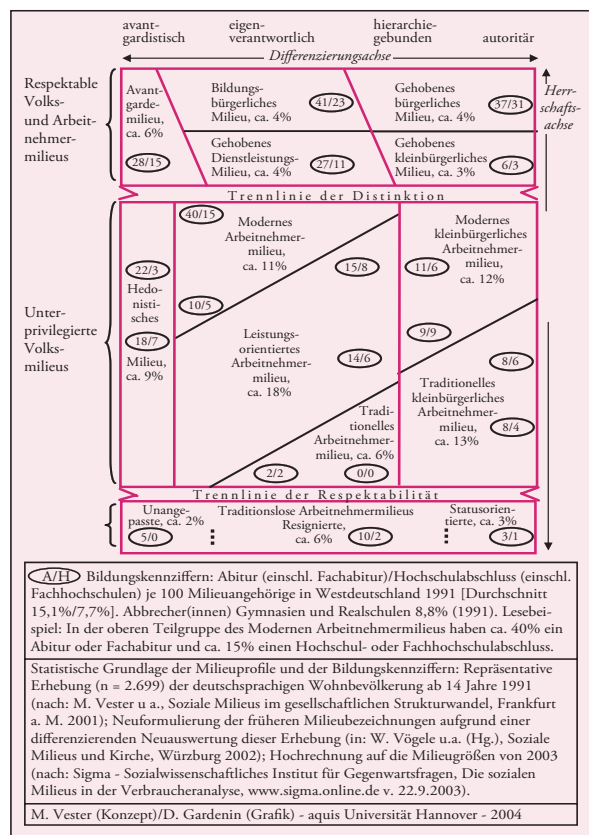 avant-
gardistisch
eigen-
verantwortlich
hierarchie-
gebunden
autoritär
Differenzierungsachse
Herr-
schafts-
achse
Respektable
Volks-
und Arbeit-
nehmer-
milieus
Avant-
garde-
milieu,
ca. 6%
28/15
Bildungs-
bürgerliches
Milieu, ca. 4%
41/23
Gehobenes
bürgerliches
Milieu, ca. 4%
37/31
Gehobenes
Dienstleistungs-
Milieu, ca. 4%
27/11
Gehobenes
kleinbürgerliches
Milieu, ca. 3%
6/3
Trennlinie der Distinktion
Unter-
privilegierte
Volks-
milieus
22/3
Hedo-
nistisches
18/7
Milieu,
ca. 9%
40/15
Modernes
Arbeitnehmer-
milieu,
ca. 11%
15/8
10/5
Modernes
kleinbürgerliches
Arbeitnehmer-
milieu, ca.
12%
11/6
9/9
Leistungs-
orientiertes
Arbeitnehmer-
milieu,
ca. 18%
14/6
8/6
Traditionelles
kleinbürgerliches
Arbeitnehmer-
milieu,
ca. 13%
8/4
Tradi-
tionelles
Arbeitnehmer-
milieu, ca. 6%
2/2
0/0
Trennlinie der Respektabilität
Traditionslose Arbeitnehmermilieus
Unange-
passte, ca. 2%
5/0
Resignierte,
ca. 6%
10/2
Statusorien-
tierte, ca. 3%
3/1
A/H Bildungskennziffern: Abitur (einschl. Fachabitur)/Hochschulabschluss (einschl.
Fachhochschulen) je 100 Milieuangehörige in Westdeutschland 1991 [Durchschnitt
15,1%/7,7%]. Abbrecher(innen) Gymnasien und Realschulen 8,8% (1991). Lesebei-
spiel: In der oberen Teilgruppe des Modernen Arbeitnehmermilieus haben ca. 40% ein
Abitur oder Fachabitur und ca. 15% einen Hochschul- oder Fachhochschulabschluss.
Statistische Grundlage der Milieuprofile und der Bildungskennziffern: Repräsentative
Erhebung (n = 2.699) der deutschsprachigen Wohnbevölkerung ab 14 Jahre 1991
(nach: M. Vester u a., Soziale Milieus im gesellschaftlichen Strukturwandel, Frankfurt
a. M. 2001); Neuformulierung der früheren Milieubezeichnungen aufgrund einer
differenzierenden Neuauswertung dieser Erhebung (in: W. Vögele u.a. (Hg.), Soziale
Milieus und Kirche, Würzburg 2002); Hochrechnung auf die Milieugrößen von 2003
(nach: Sigma - Sozialwissenschaftliches Institut für Gegenwartsfragen, Die sozialen
Milieus in der Verbraucheranalyse, www.sigma.online.de v. 22.9.2003).
M. Vester (Konzept)/D. Gardenin (Grafik) - aquis Universität Hannover - 2004